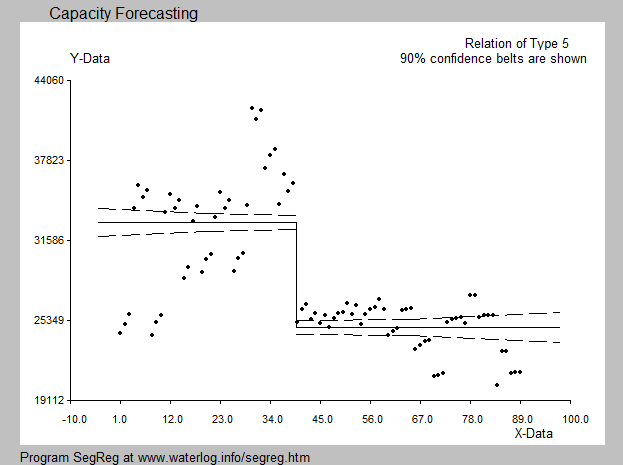 Capacity Forecasting
Relation of Type 5
Y-Data
90% confidence belts are shown
44060
37823
31586
25349
19112
-10.0 1.0 12.0 23.0 34.0 45.0 56.0 67.0 78.0 89.0 100.0
X-Data
Program SegReg at www.waterlog.info/segreg.htm